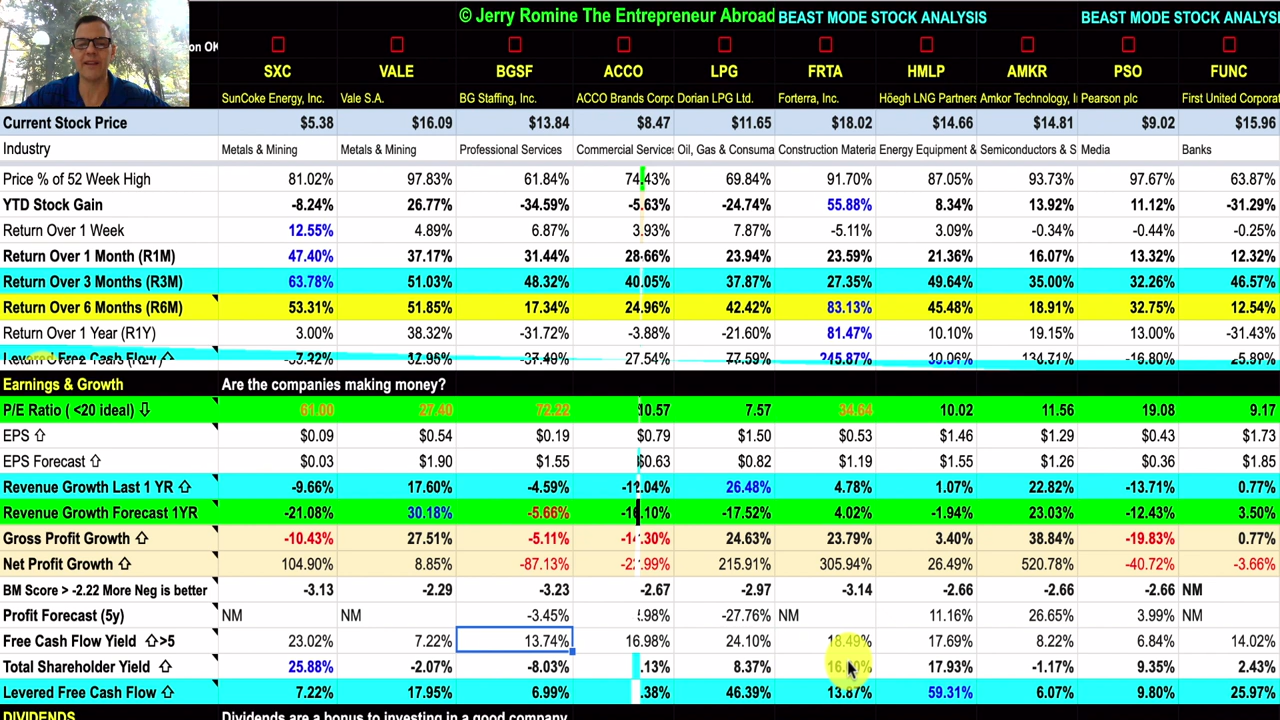 © Jerry Romine The Entrepreneur Abroad BEAST MODE STOCK ANALYSIS BEAST MODE STOCK ANALYSIS
on OK
SXC VALE BGSF ACCO LPG FRTA HMLP AMKR PSO FUNC
SunCoke Energy, Inc. Vale S.A. BG Staffing, Inc. ACCO Brands Corpo Dorian LPG Ltd. Forterra, Inc. Höegh LNG Partners Amkor Technology, I Pearson plc First United Corporat
Current Stock Price $5.38 $16.09 $13.84 $8.47 $11.65 $18.02 $14.66 $14.81 $9.02 $15.96
Industry Metals & Mining Metals & Mining Professional Services Commercial Services Oil, Gas & Consuma Construction Materia Energy Equipment & Semiconductors & S Media Banks
Price % of 52 Week High 81.02% 97.83% 61.84% 74.43% 69.84% 91.70% 87.05% 93.73% 97.67% 63.87%
YTD Stock Gain -8.24% 26.77% -34.59% -5.63% -24.74% 55.88% 8.34% 13.92% 11.12% -31.29%
Return Over 1 Week 12.55% 4.89% 6.87% 3.93% 7.87% -5.11% 3.09% -0.34% -0.44% -0.25%
Return Over 1 Month (R1M) 47.40% 37.17% 31.44% 28.66% 23.94% 23.59% 21.36% 16.07% 13.32% 12.32%
Return Over 3 Months (R3M) 63.78% 51.03% 48.32% 40.05% 37.87% 27.35% 49.64% 35.00% 32.26% 46.57%
Return Over 6 Months (R6M) 53.31% 51.85% 17.34% 24.96% 42.42% 83.13% 45.48% 18.91% 32.75% 12.54%
Return Over 1 Year (R1Y) 3.00% 38.32% -31.72% -3.88% -21.60% 81.47% 10.10% 19.15% 13.00% -31.43%
27.54% 77.59% 245.87% 10.06% -16.80%
Earnings & Growth Are the companies making money?
P/E Ratio ( <20 ideal) ⇩ 61.00 27.40 72.22 10.57 7.57 34.64 10.02 11.56 19.08 9.17
EPS ⇧ $0.09 $0.54 $0.19 $0.79 $1.50 $0.53 $1.46 $1.29 $0.43 $1.73
EPS Forecast ⇧ $0.03 $1.90 $1.55 $0.63 $0.82 $1.19 $1.55 $1.26 $0.36 $1.85
Revenue Growth Last 1 YR ⇧ -9.66% 17.60% -4.59% -12.04% 26.48% 4.78% 1.07% 22.82% -13.71% 0.77%
Revenue Growth Forecast 1YR -21.08% 30.18% -5.66% -17.52% 4.02% -1.94% 23.03% -12.43% 3.50%
Gross Profit Growth ⇧ -10.43% 27.51% -5.11% 24.63% 23.79% 3.40% 38.84% -19.83% 0.77%
Net Profit Growth ⇧ 104.90% 8.85% -87.13% 215.91% 305.94% 26.49% 520.78% -40.72% -3.66%
BM Score > -2.22 More Neg is better -3.13 -2.29 -3.23 -2.67 -2.97 -3.14 -2.66 -2.66 -2.66 NM
Profit Forecast (5y) NM NM -3.45% -27.76% NM 11.16% 26.65% 3.99% NM
Free Cash Flow Yield ⇧>5 23.02% 7.22% 13.74% 16.98% 24.10% 18.49% 17.69% 8.22% 6.84% 14.02%
Total Shareholder Yield ⇧ 25.88% -2.07% -8.03% 8.37% 17.93% -1.17% 9.35% 2.43%
Levered Free Cash Flow ⇧ 7.22% 17.95% 6.99% 46.39% 13.87% 59.31% 6.07% 9.80% 25.97%
DIVIDENDS Dividends are a bonus to investing in a good company